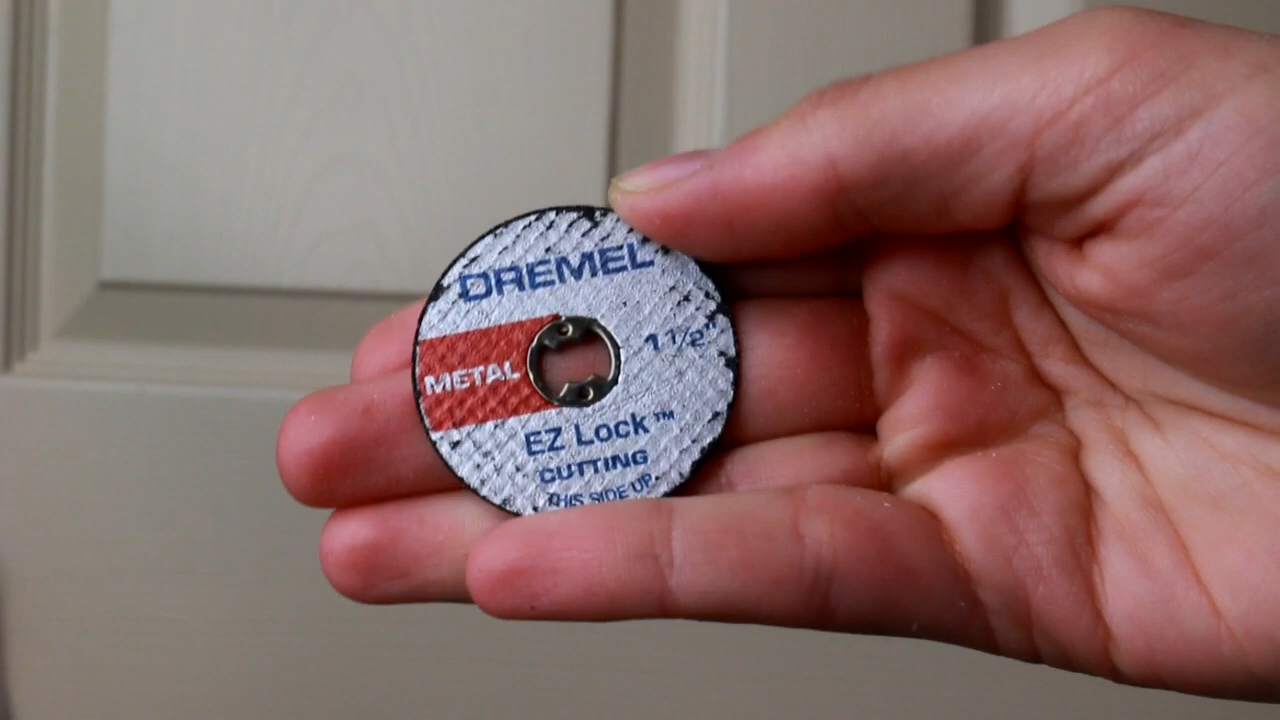 DREMEL
1 1/2"
METAL
EZ Lock™
CUTTING
THIS SIDE UP